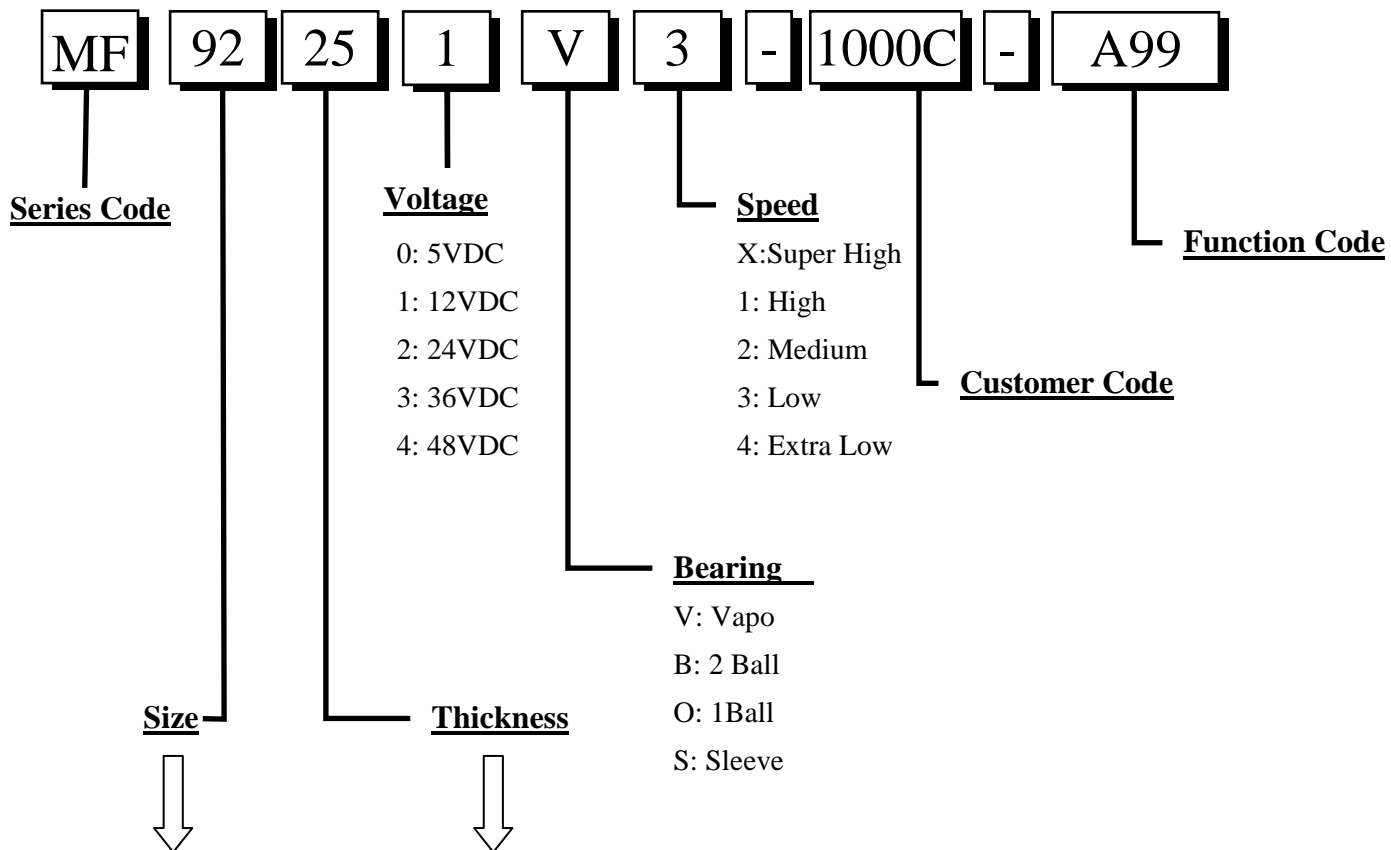 MF 92 25 1 V 3 - 1000C - A99
Series Code
Voltage
0: 5VDC
1: 12VDC
2: 24VDC
3: 36VDC
4: 48VDC
Speed
X:Super High
1: High
2: Medium
3: Low
4: Extra Low
Function Code
Customer Code
Bearing
V: Vapo
B: 2 Ball
O: 1Ball
S: Sleeve
Size
Thickness